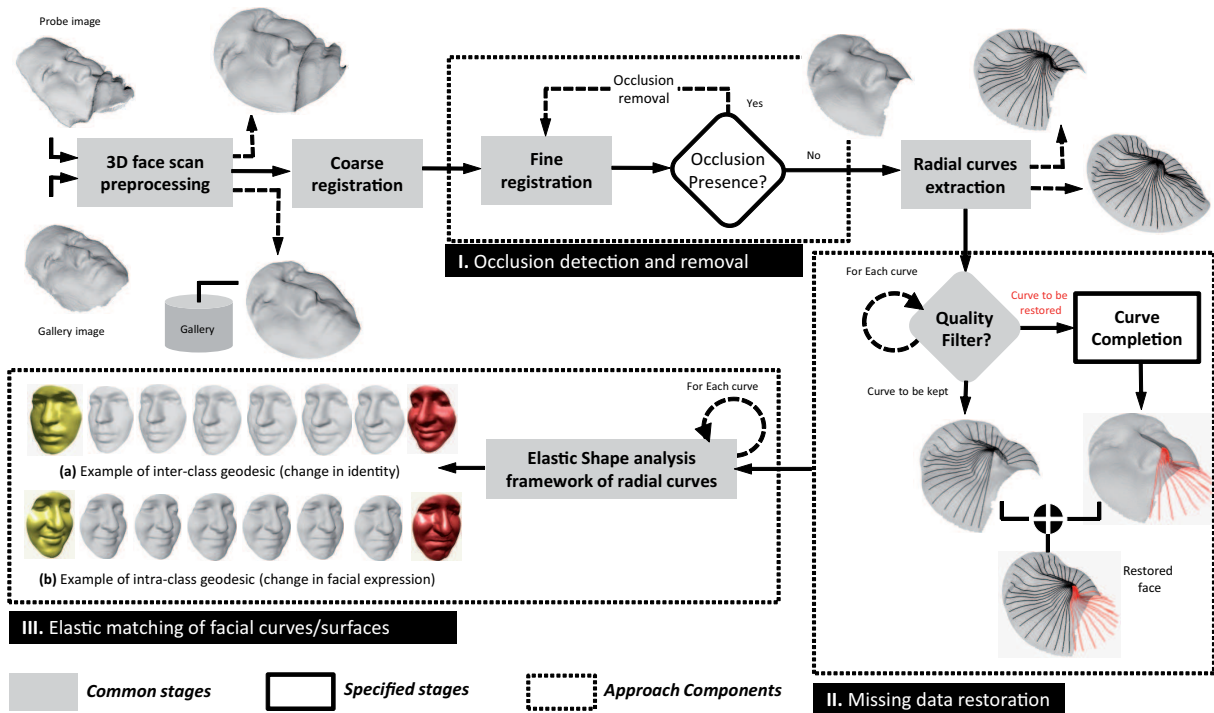 Probe image
3D face scan
preprocessing
Coarse
registration
Occlusion
removal
Yes
Fine
registration
Occlusion
Presence?
No
Radial curves
extraction
I. Occlusion detection and removal
Gallery image
Gallery
For Each curve
Quality
Filter?
Curve to be
restored
Curve
Completion
Curve to be kept
Restored
face
II. Missing data restoration
For Each curve
Elastic Shape analysis
framework of radial curves
(a) Example of inter-class geodesic (change in identity)
(b) Example of intra-class geodesic (change in facial expression)
III. Elastic matching of facial curves/surfaces
Common stages
Specified stages
Approach Components